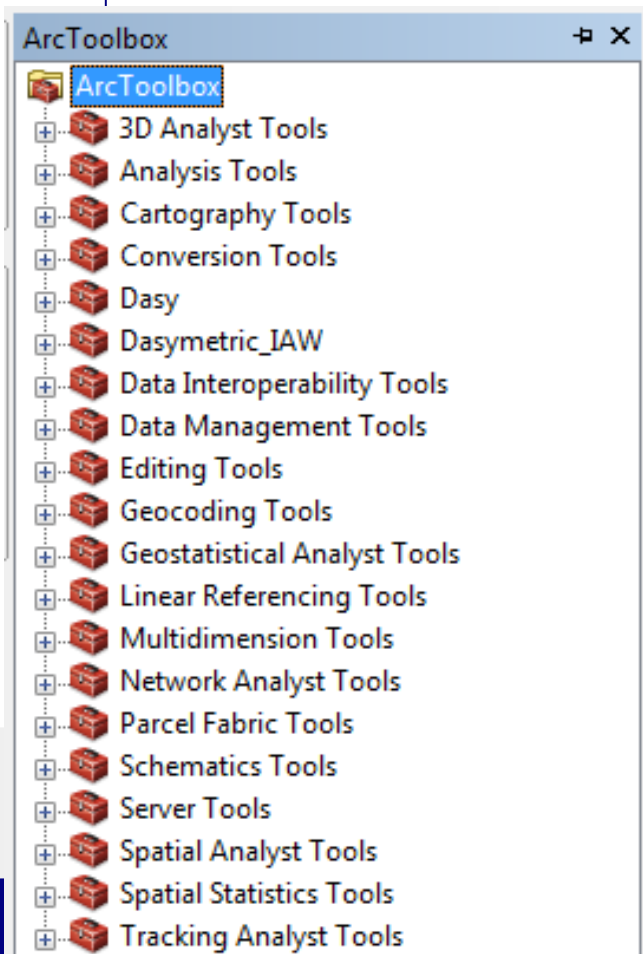 ArcToolbox
ArcToolbox
3D Analyst Tools
Analysis Tools
Cartography Tools
Conversion Tools
Dasy
Dasymetric_IAW
Data Interoperability Tools
Data Management Tools
Editing Tools
Geocoding Tools
Geostatistical Analyst Tools
Linear Referencing Tools
Multidimension Tools
Network Analyst Tools
Parcel Fabric Tools
Schematics Tools
Server Tools
Spatial Analyst Tools
Spatial Statistics Tools
Tracking Analyst Tools